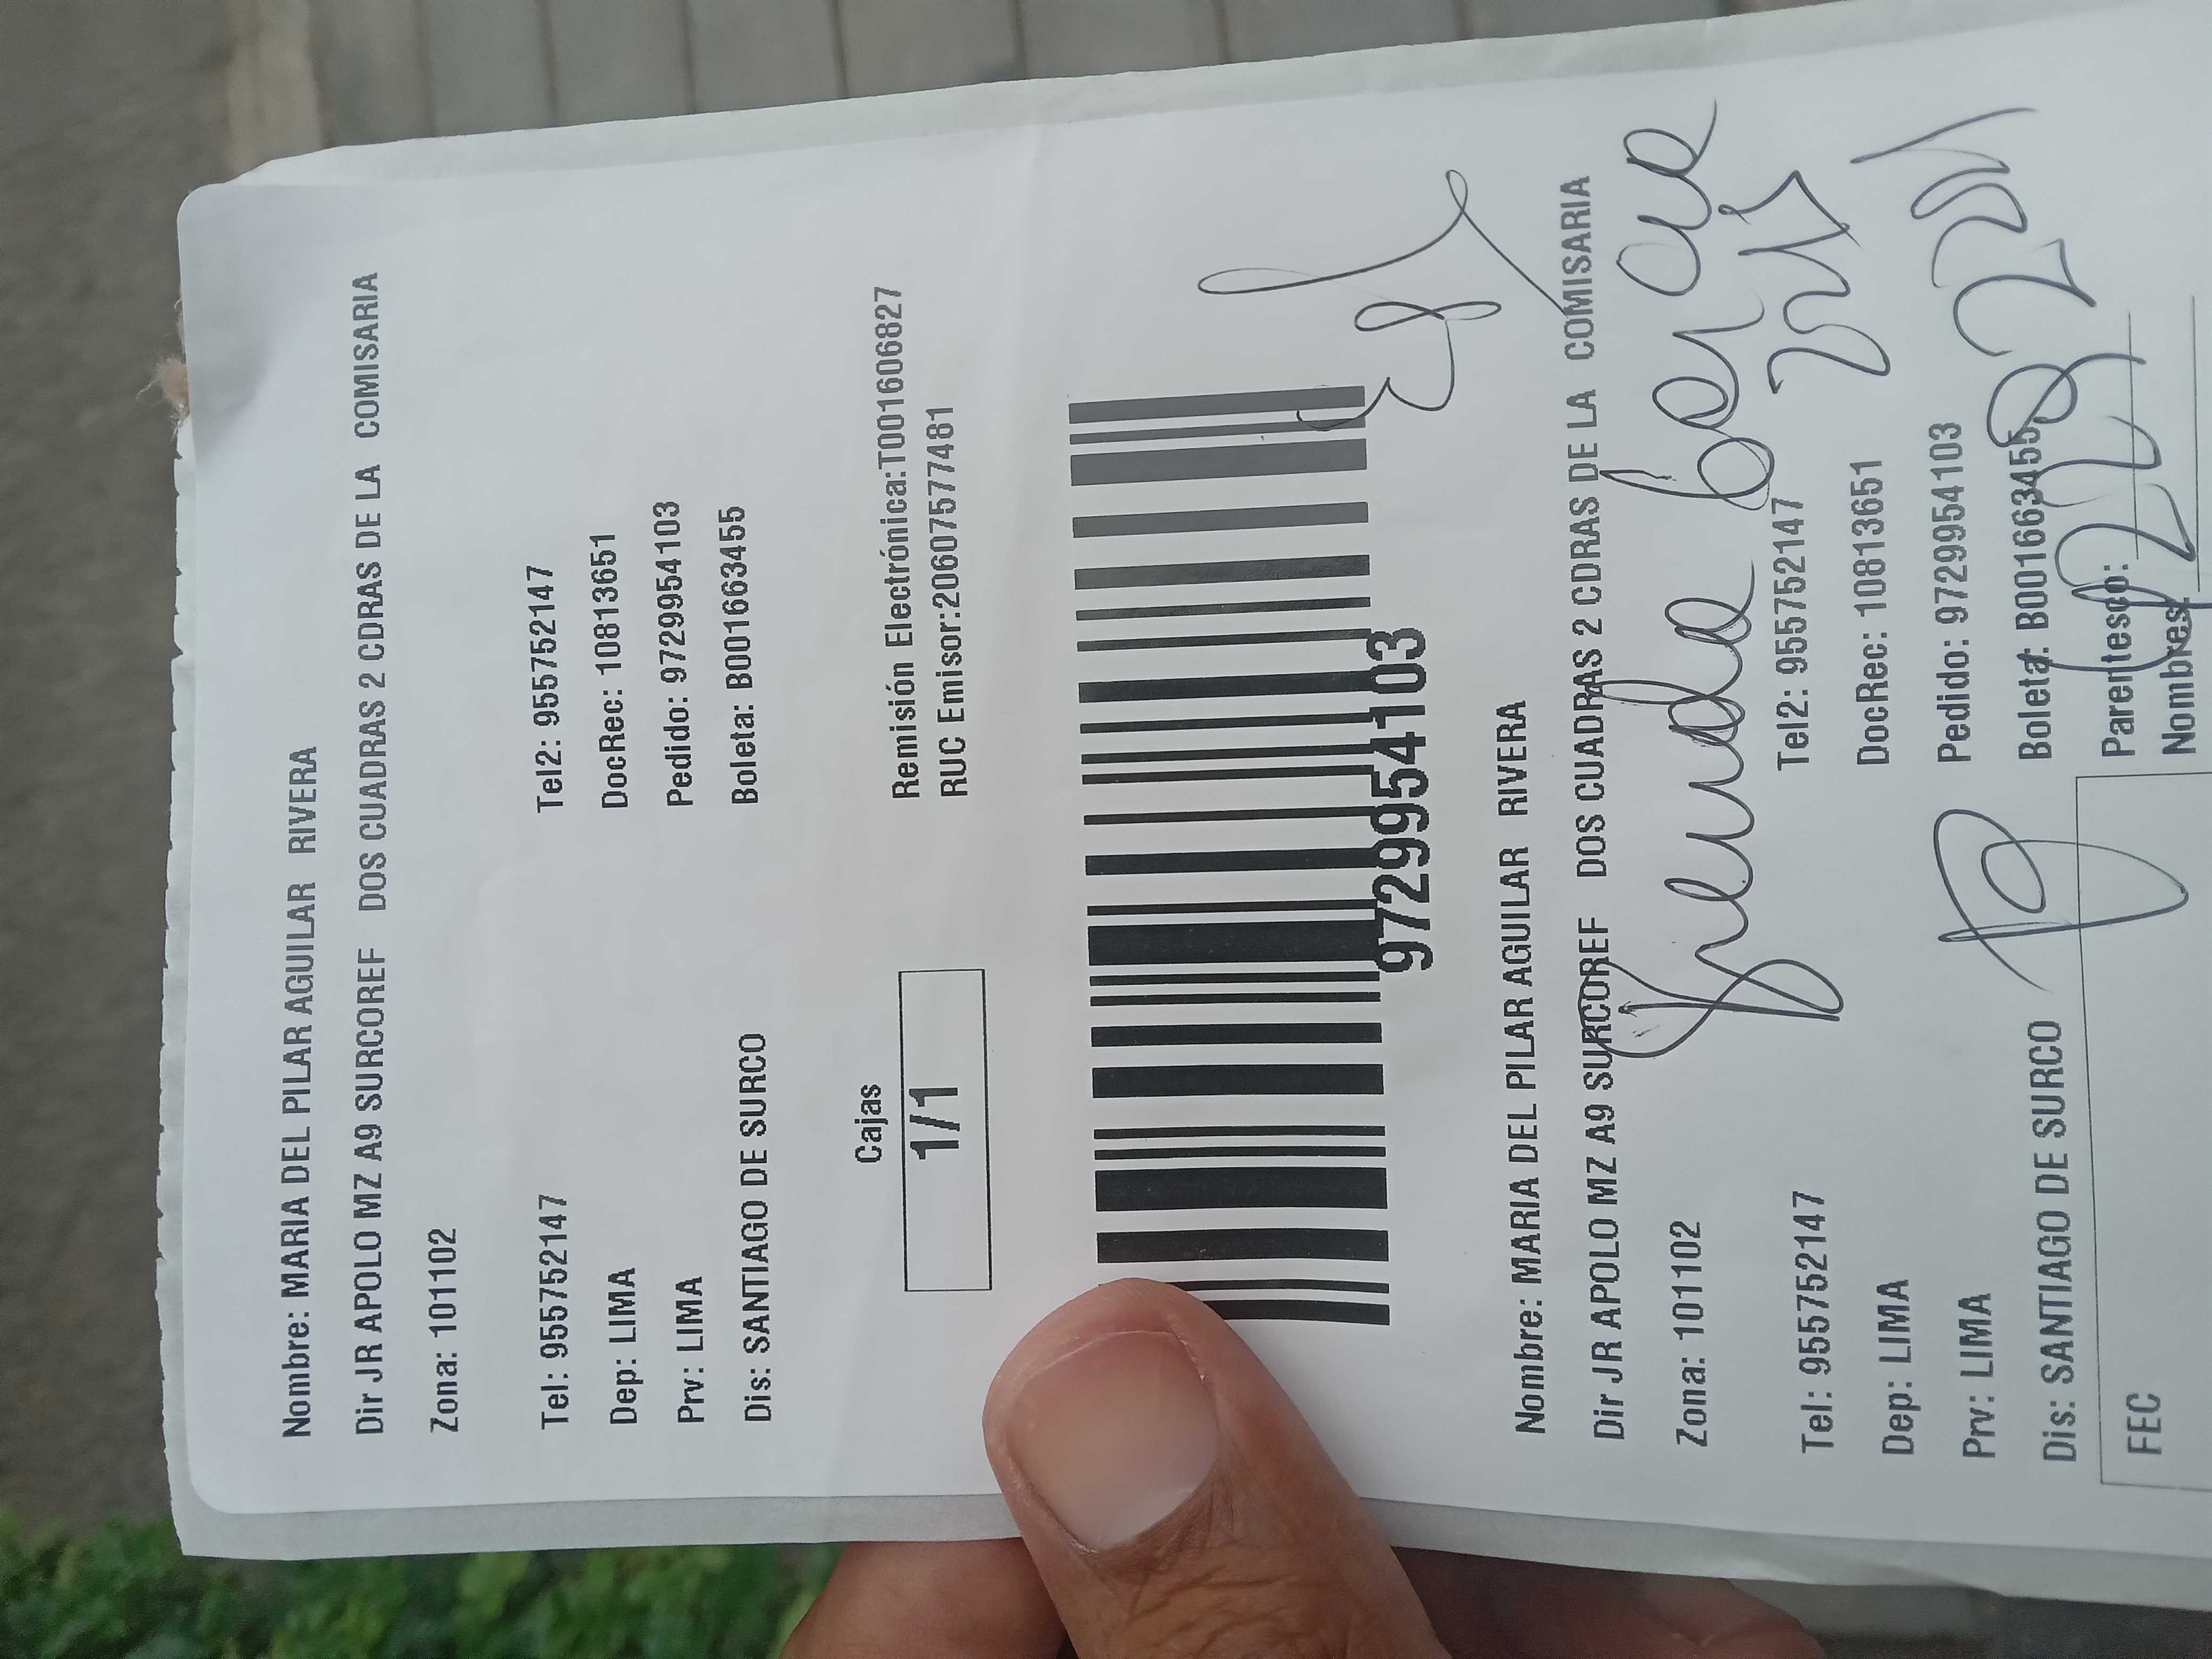 Nombre: MARIA DEL PILAR AGUILAR RIVERA
Dir JR APOLO MZ A9 SURCOREF DOS CUADRAS 2 CDRAS DE LA COMISARIA
Zona: 101102
Tel: 955752147 Tel2: 955752147
Dep: LIMA DocRec: 10813651
Prv: LIMA Pedido: 9729954103
Dis: SANTIAGO DE SURCO Boleta: B001663455
Cajas
1/1
Remisión Electrónica:T001606827
RUC Emisor:20607577481
9729954103
Nombre: MARIA DEL PILAR AGUILAR RIVERA
Dir JR APOLO MZ A9 SURCOREF DOS CUADRAS 2 CDRAS DE LA COMISARIA
Zona: 101102
Tel: 955752147 Tel2: 955752147
Dep: LIMA DocRec: 10813651
Prv: LIMA Pedido: 9729954103
Dis: SANTIAGO DE SURCO Boleta: B001663455
Parentesco:
FEC Nombres: